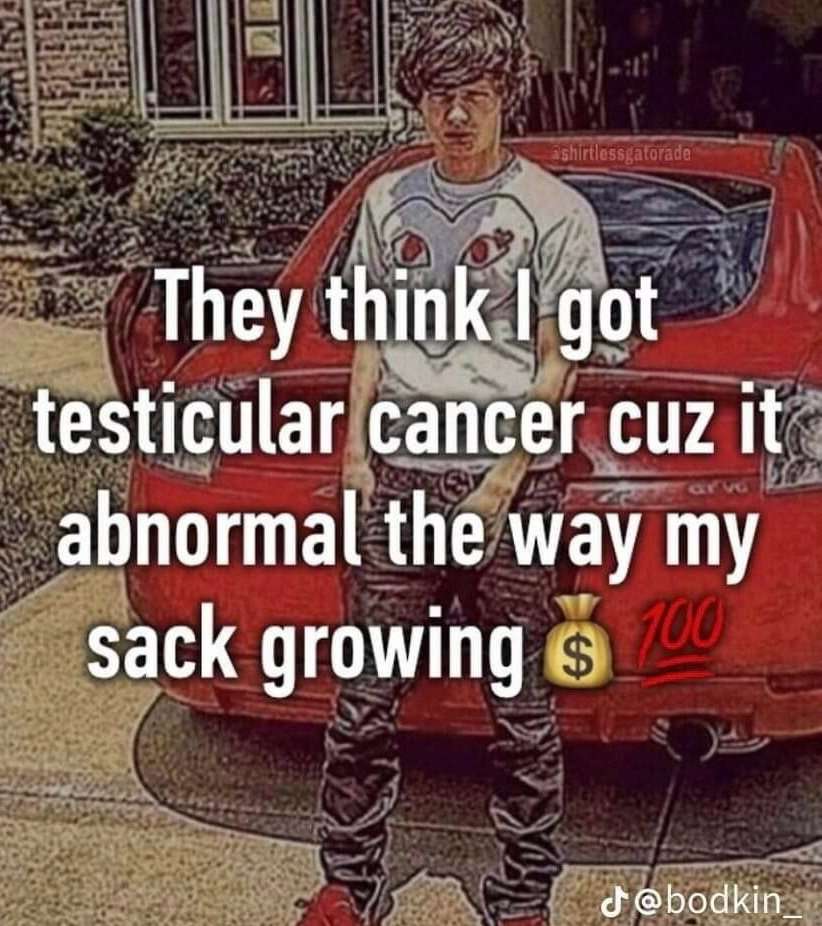 @shirtlessgatorade
They think I got
testicular cancer cuz it
abnormal the way my
sack growing 💰 💯
@bodkin_